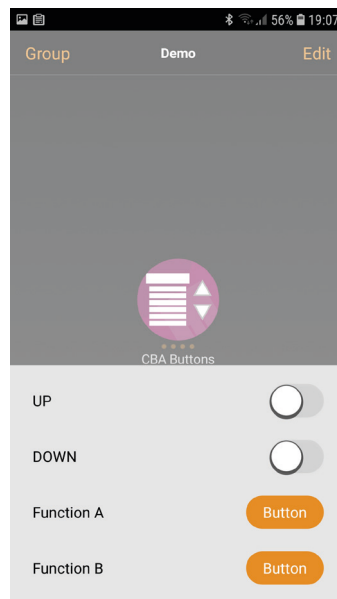 56% 19:07
Group Demo Edit
CBA Buttons
UP
DOWN
Function A Button
Function B Button